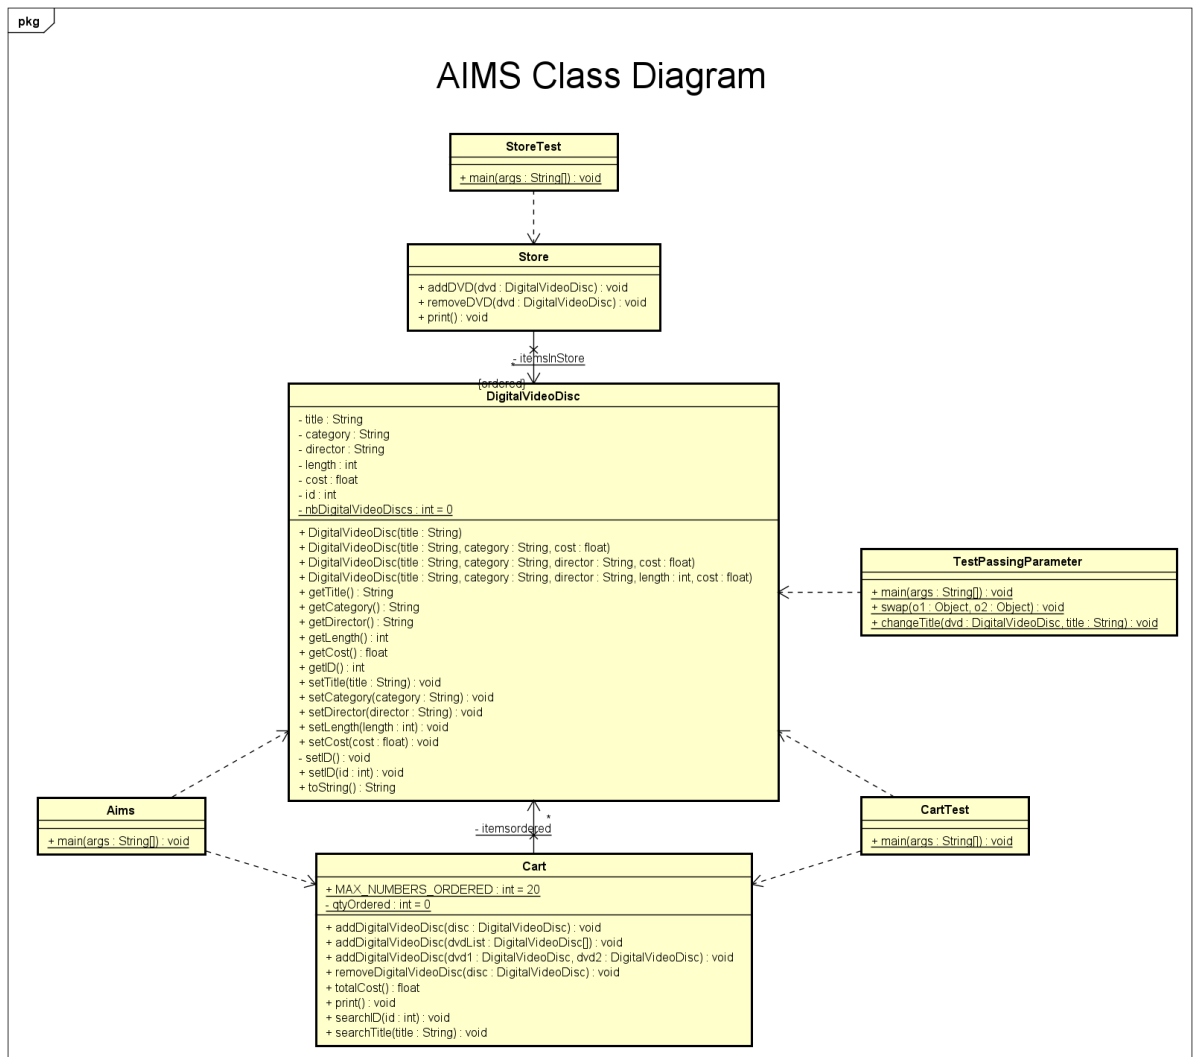 pkg
AIMS Class Diagram
StoreTest
+ main(args : String[]) : void
Store
+ addDVD(dvd : DigitalVideoDisc) : void
+ removeDVD(dvd : DigitalVideoDisc) : void
+ print() : void
- itemsInStore
{ordered}
DigitalVideoDisc
- title : String
- category : String
- director : String
- length : int
- cost : float
- id : int
- nbDigitalVideoDiscs : int = 0
+ DigitalVideoDisc(title : String)
+ DigitalVideoDisc(title : String, category : String, cost : float)
+ DigitalVideoDisc(title : String, category : String, director : String, cost : float)
+ DigitalVideoDisc(title : String, category : String, director : String, length : int, cost : float)
+ getTitle() : String
+ getCategory() : String
+ getDirector() : String
+ getLength() : int
+ getCost() : float
+ getID() : int
+ setTitle(title : String) : void
+ setCategory(category : String) : void
+ setDirector(director : String) : void
+ setLength(length : int) : void
+ setCost(cost : float) : void
- setID() : void
+ setID(id : int) : void
+ toString() : String
TestPassingParameter
+ main(args : String[]) : void
+ swap(o1 : Object, o2 : Object) : void
+ changeTitle(dvd : DigitalVideoDisc, title : String) : void
Aims
+ main(args : String[]) : void
CartTest
+ main(args : String[]) : void
*
- itemsordered
Cart
+ MAX_NUMBERS_ORDERED : int = 20
- qtyOrdered : int = 0
+ addDigitalVideoDisc(disc : DigitalVideoDisc) : void
+ addDigitalVideoDisc(dvdList : DigitalVideoDisc[]) : void
+ addDigitalVideoDisc(dvd1 : DigitalVideoDisc, dvd2 : DigitalVideoDisc) : void
+ removeDigitalVideoDisc(disc : DigitalVideoDisc) : void
+ totalCost() : float
+ print() : void
+ searchID(id : int) : void
+ searchTitle(title : String) : void